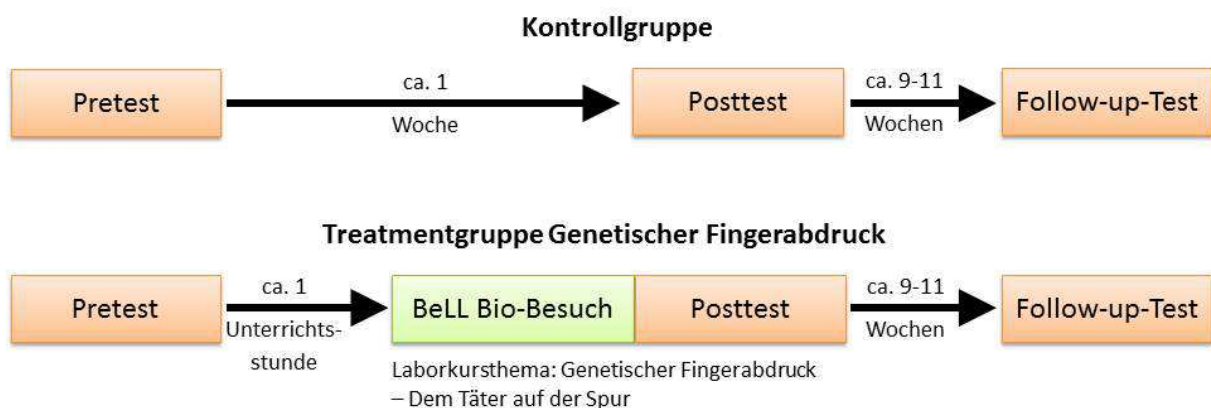 Kontrollgruppe
Pretest
ca. 1
Woche
Posttest
ca. 9-11
Wochen
Follow-up-Test
Treatmentgruppe Genetischer Fingerabdruck
Pretest
ca. 1
Unterrichts-
stunde
BeLL Bio-Besuch
Posttest
ca. 9-11
Wochen
Follow-up-Test
Laborkursthema: Genetischer Fingerabdruck
– Dem Täter auf der Spur